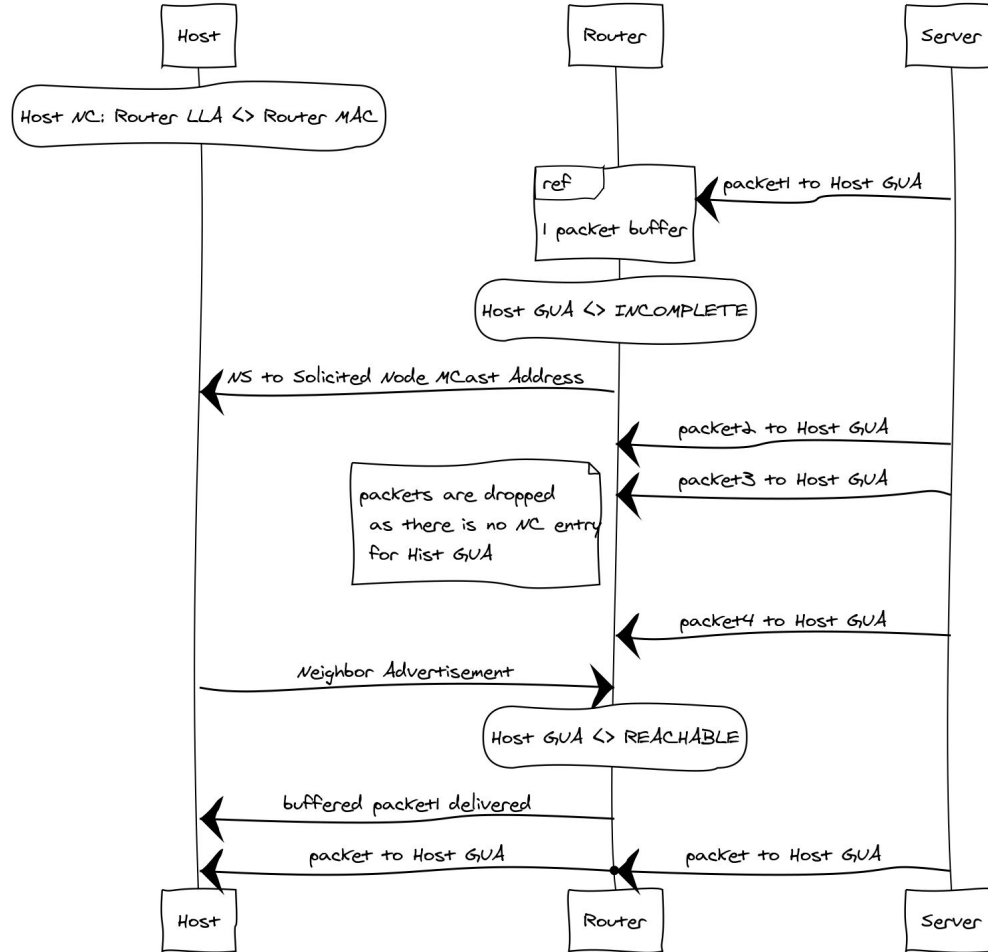 Host
Router
Server
Host NC: Router LLA <> Router MAC
ref
packet1 to Host GUA
1 packet buffer
Host GUA <> INCOMPLETE
NS to Solicited Node MCast Address
packet2 to Host GUA
packet3 to Host GUA
packets are dropped
as there is no NC entry
for Hist GUA
packet4 to Host GUA
Neighbor Advertisement
Host GUA <> REACHABLE
buffered packet1 delivered
packet to Host GUA
packet to Host GUA
Host
Router
Server